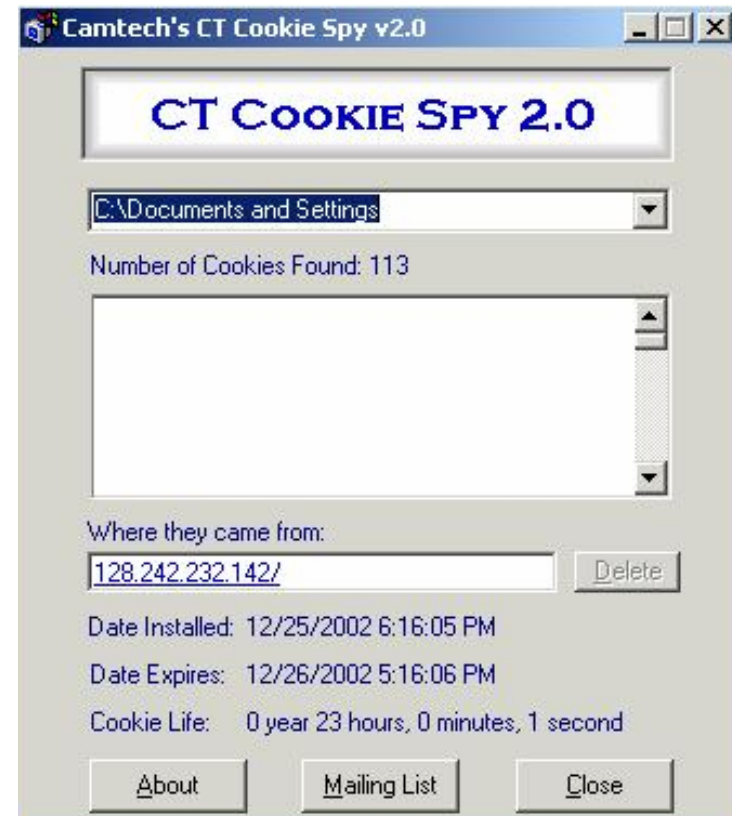 Camtech's CT Cookie Spy v2.0
CT COOKIE SPY 2.0
C:\Documents and Settings
Number of Cookies Found: 113
Where they came from:
128.242.232.142/
Delete
Date Installed: 12/25/2002 6:16:05 PM
Date Expires: 12/26/2002 5:16:06 PM
Cookie Life: 0 year 23 hours, 0 minutes, 1 second
About
Mailing List
Close